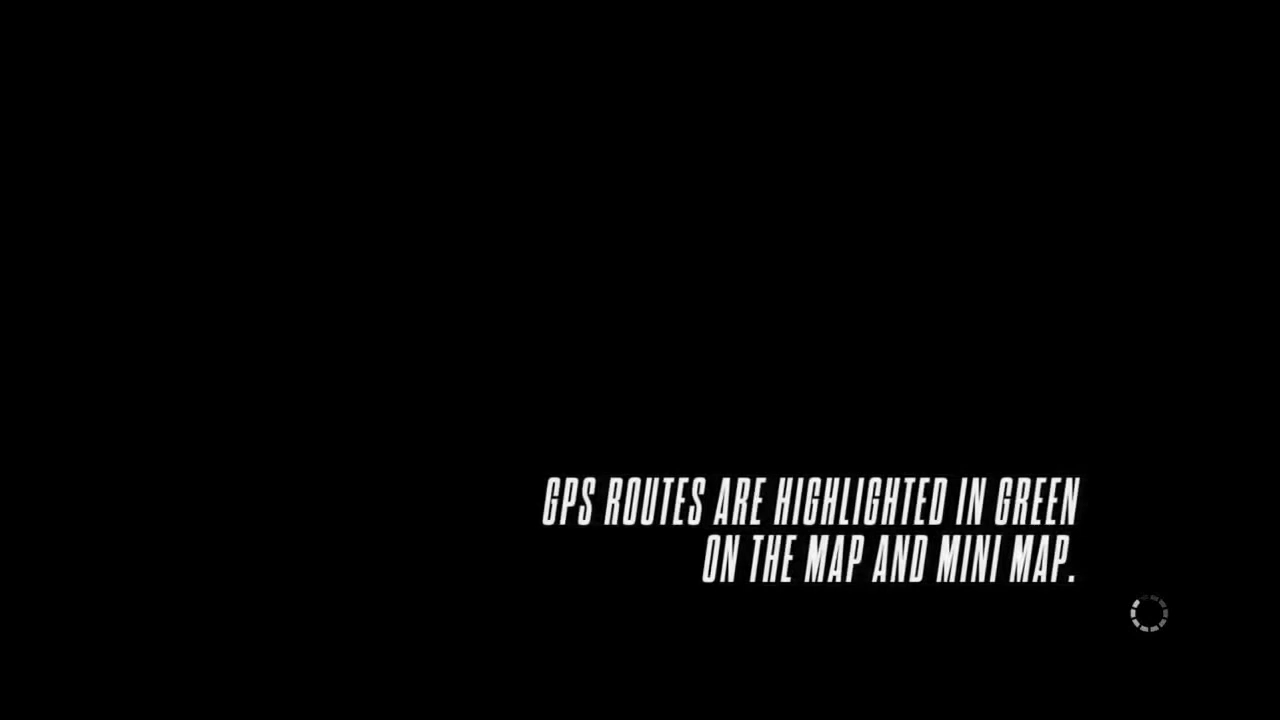 GPS ROUTES ARE HIGHLIGHTED IN GREEN
ON THE MAP AND MINI MAP.